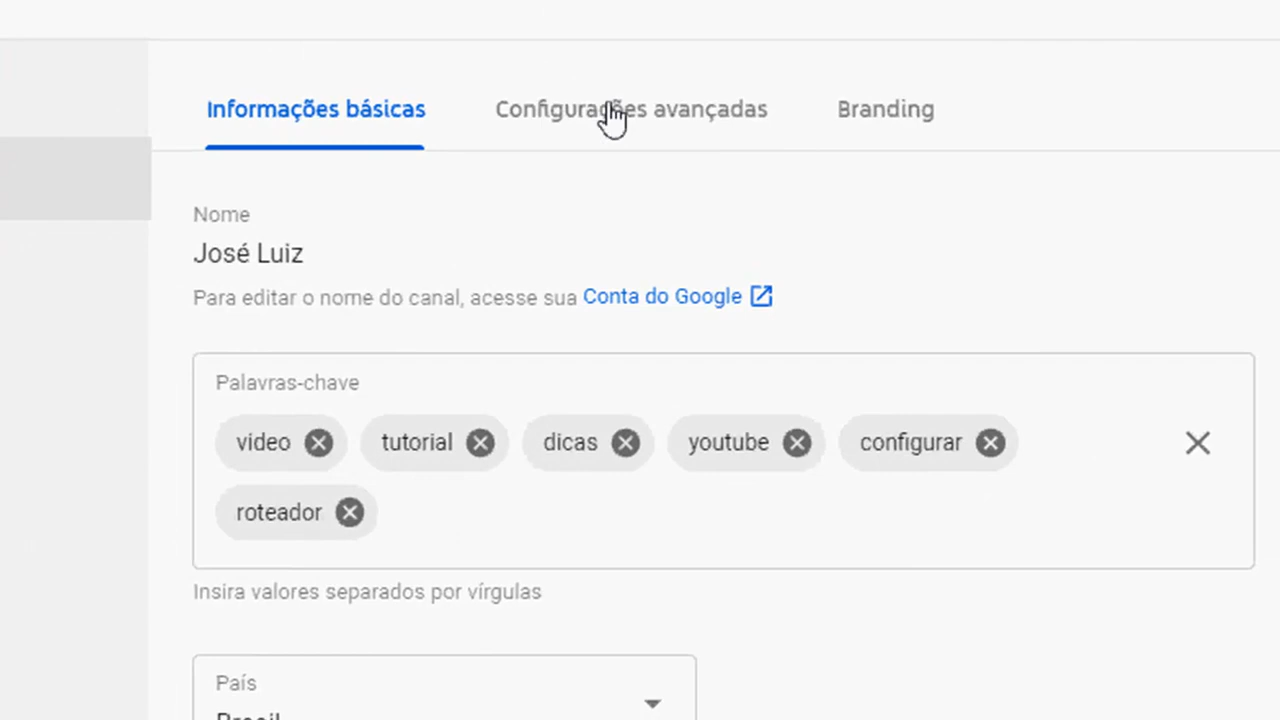 Informações básicas Configurações avançadas Branding
Nome
José Luiz
Para editar o nome do canal, acesse sua Conta do Google
Palavras-chave
video tutorial dicas youtube configurar
roteador
Insira valores separados por vírgulas
País
Brasil